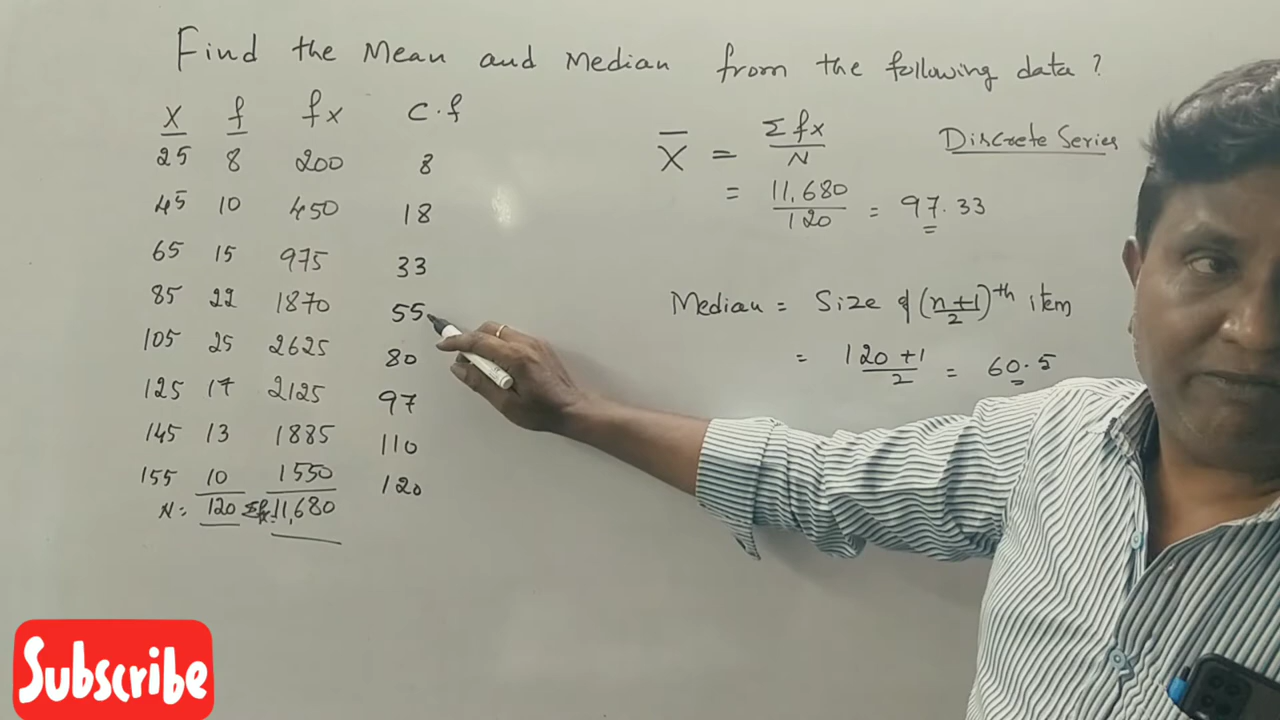 Find the Mean and Median from the following data?
X f fx C.f
25 8 200 8
45 10 450 18
65 15 975 33
85 22 1870 55
105 25 2625 80
125 17 2125 97
145 13 1885 110
155 10 1550 120
N= 120 Σfx 11,680
X̄ = Σfx/N
Discrete Series
= 11,680/120 = 97.33
Median = Size of (n+1/2)th item
= 120+1/2 = 60.5
Subscribe